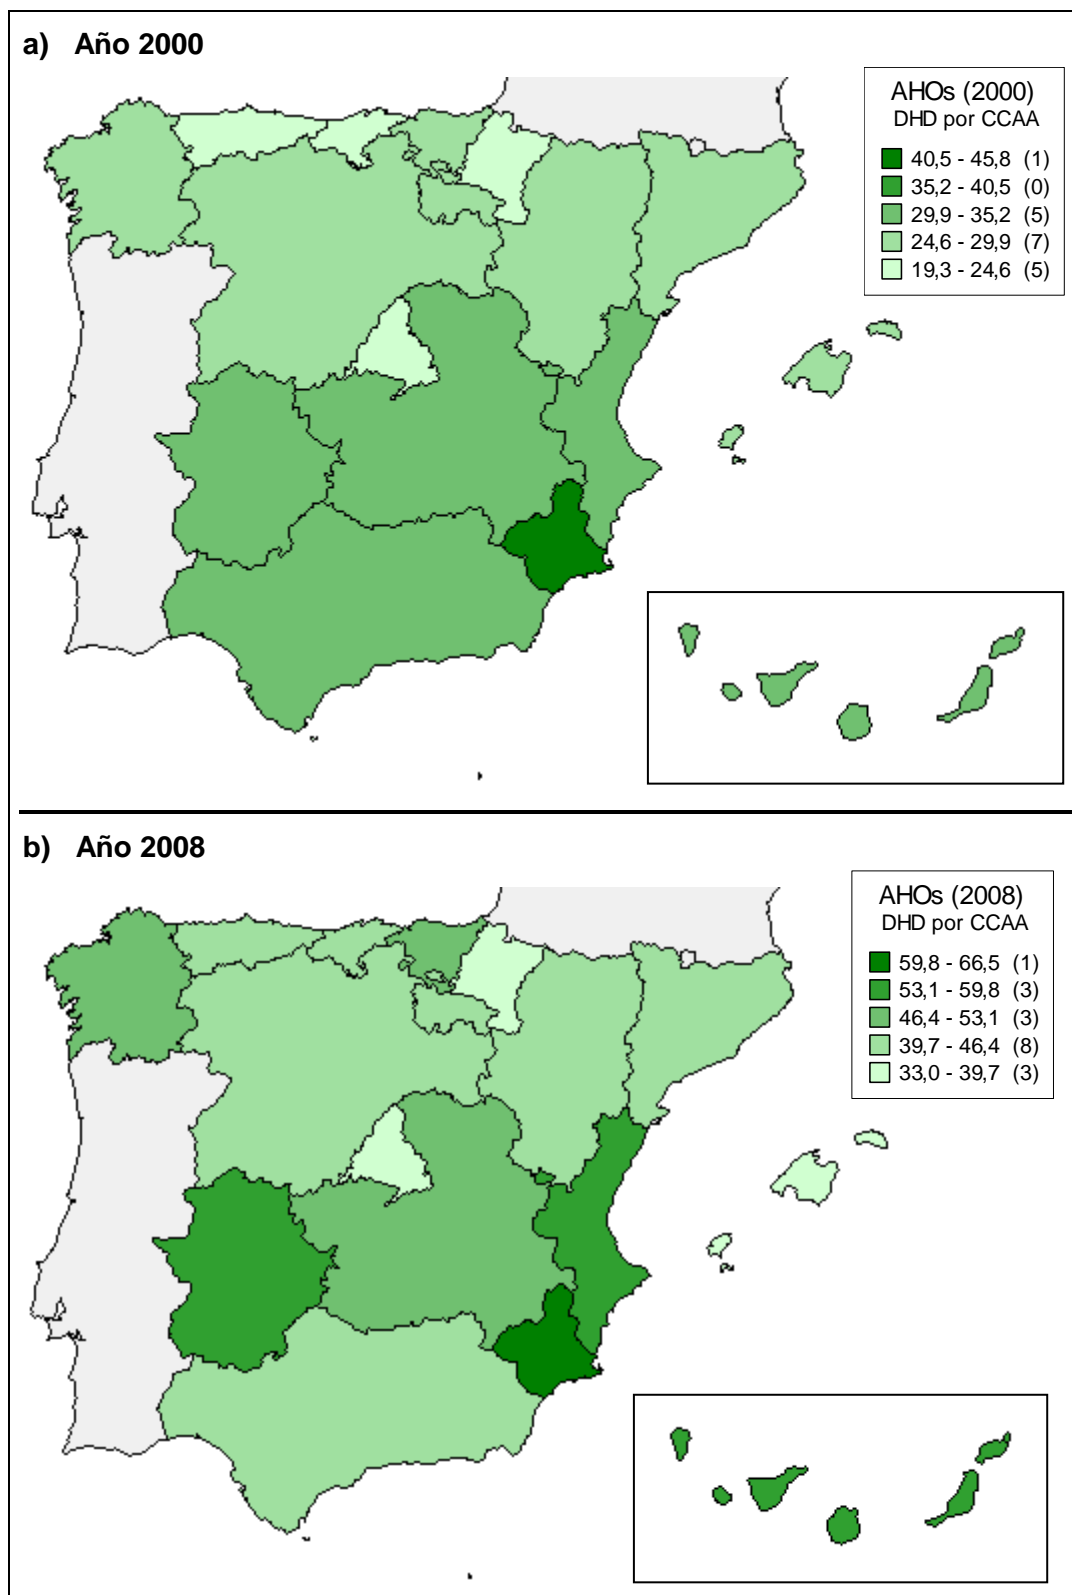 a) Año 2000
AHOs (2000)
DHD por CCAA
40,5 - 45,8 (1)
35,2 - 40,5 (0)
29,9 - 35,2 (5)
24,6 - 29,9 (7)
19,3 - 24,6 (5)
b) Año 2008
AHOs (2008)
DHD por CCAA
59,8 - 66,5 (1)
53,1 - 59,8 (3)
46,4 - 53,1 (3)
39,7 - 46,4 (8)
33,0 - 39,7 (3)